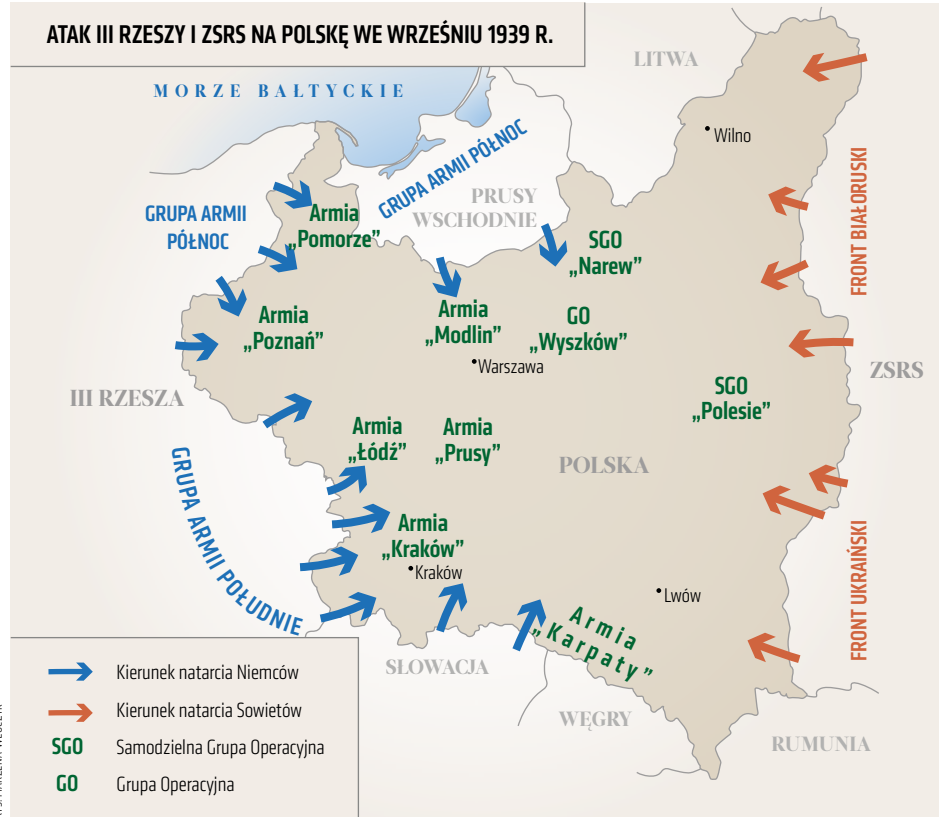 ATAK III RZESZY I ZSRS NA POLSKĘ WE WRZEŚNIU 1939 R.
LITWA
MORZE BAŁTYCKIE
Wilno
GRUPA ARMII PÓŁNOC
PRUSY
WSCHODNIE
GRUPA ARMII
PÓŁNOC
Armia
„Pomorze”
SGO
„Narew”
FRONT BIAŁORUSKI
Armia
„Poznań”
Armia
„Modlin”
GO
„Wyszków”
Warszawa
ZSRS
III RZESZA
SGO
„Polesie”
Armia
„Łódź”
Armia
„Prusy”
POLSKA
GRUPA ARMII POŁUDNIE
Armia
„Kraków”
Kraków
FRONT UKRAIŃSKI
Lwów
Armia
„Karpaty”
SŁOWACJA
WĘGRY
RUMUNIA
Kierunek natarcia Niemców
Kierunek natarcia Sowietów
SGO Samodzielna Grupa Operacyjna
GO Grupa Operacyjna